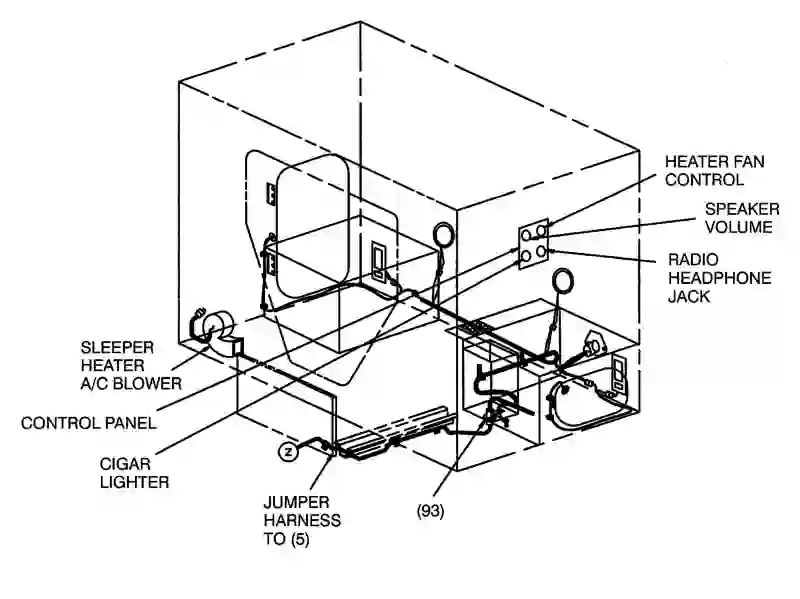 HEATER FAN
CONTROL
SPEAKER
VOLUME
RADIO
HEADPHONE
JACK
SLEEPER
HEATER
A/C BLOWER
CONTROL PANEL
CIGAR
LIGHTER
Z
JUMPER
HARNESS
TO (5)
(93)